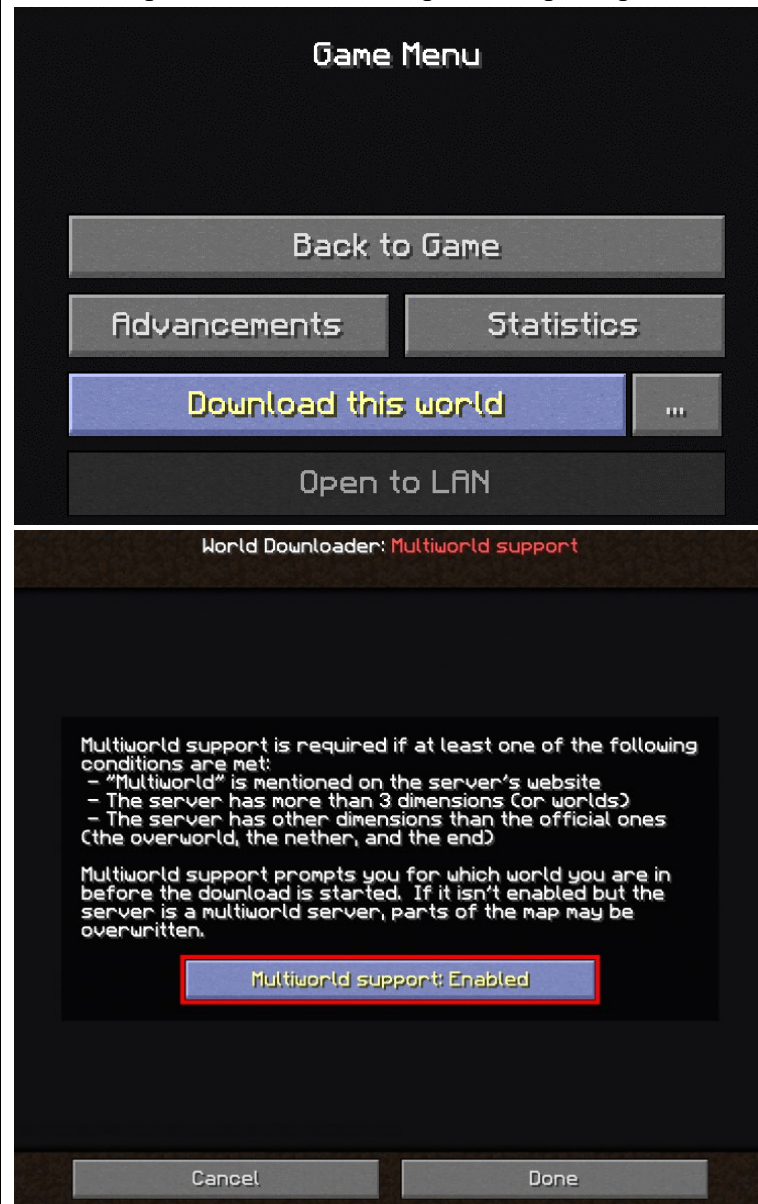 Game Menu
Back to Game
Advancements
Statistics
Download this world
...
Open to LAN
World Downloader: Multiworld support
Multiworld support is required if at least one of the following
conditions are met:
- "Multiworld" is mentioned on the server's website
- The server has more than 3 dimensions (or worlds)
- The server has other dimensions than the official ones
(the overworld, the nether, and the end)
Multiworld support prompts you for which world you are in
before the download is started. If it isn't enabled but the
server is a multiworld server, parts of the map may be
overwritten.
Multiworld support: Enabled
Cancel
Done